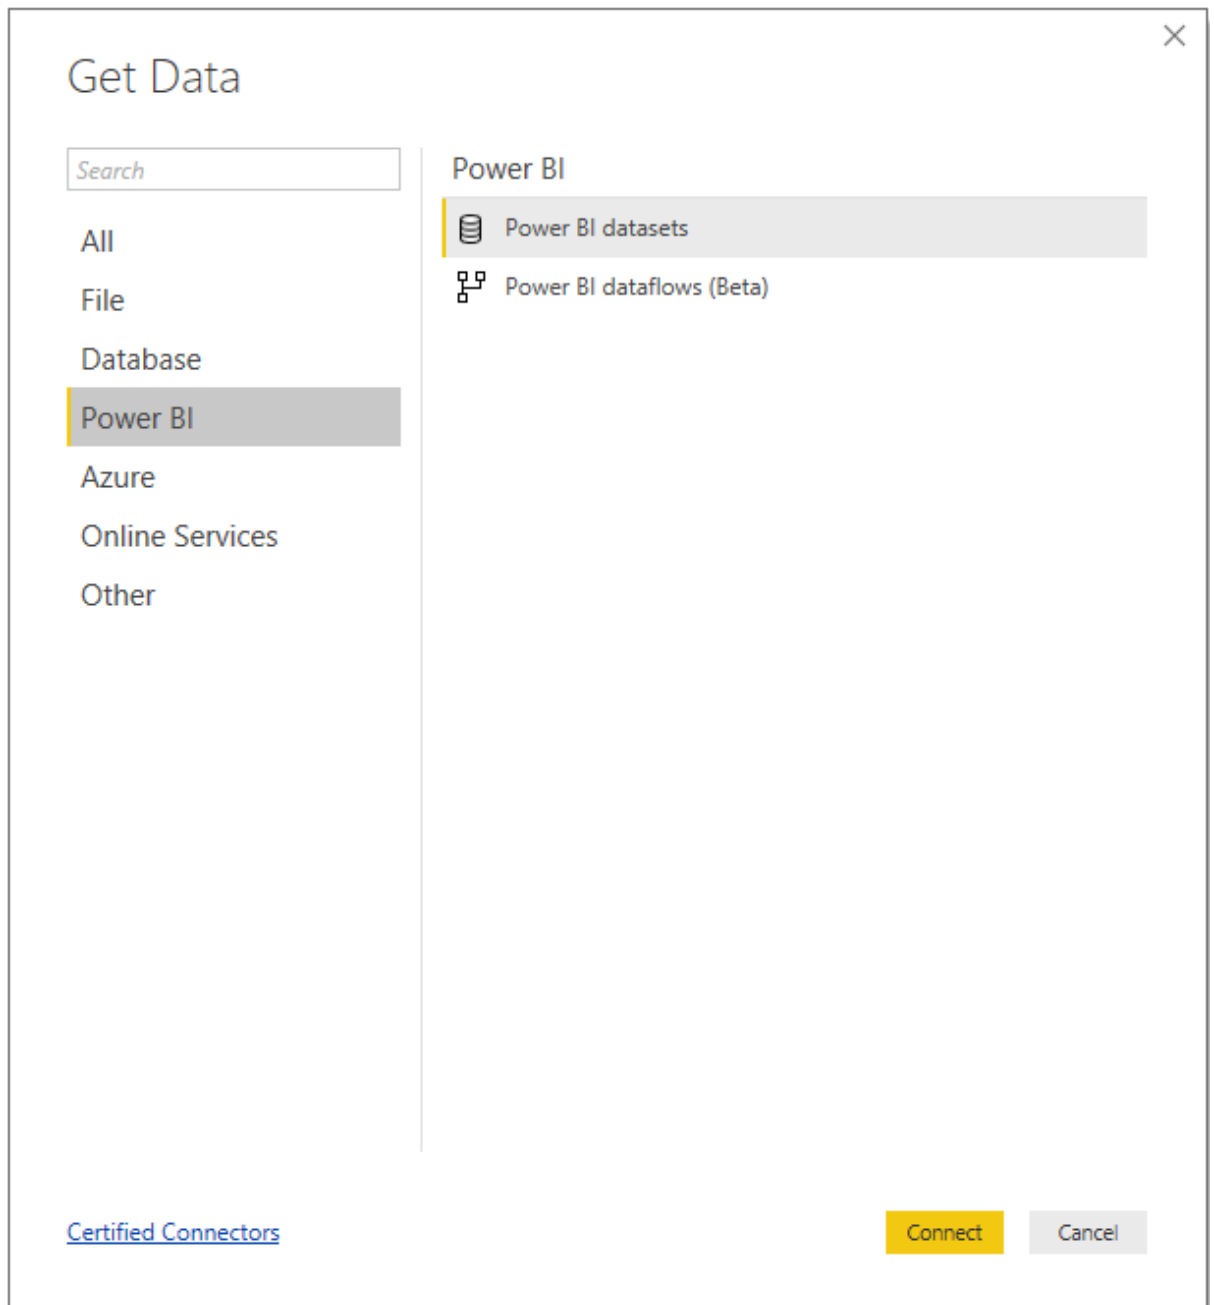 Get Data
Search
All
File
Database
Power BI
Azure
Online Services
Other
Power BI
Power BI datasets
Power BI dataflows (Beta)
Certified Connectors
Connect
Cancel